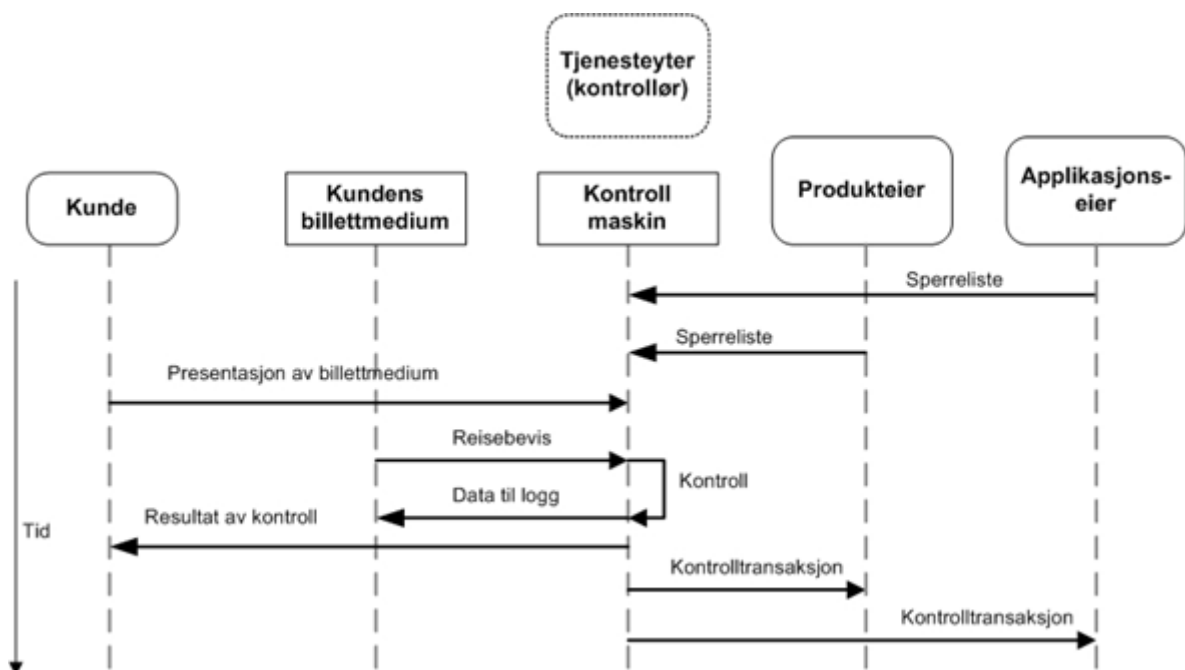 Tjenesteyter
(kontrollør)
Kunde
Kundens
billettmedium
Kontroll
maskin
Produkteier
Applikasjons-
eier
Sperreliste
Sperreliste
Presentasjon av billettmedium
Reisebevis
Kontroll
Data til logg
Resultat av kontroll
Tid
Kontrolltransaksjon
Kontrolltransaksjon